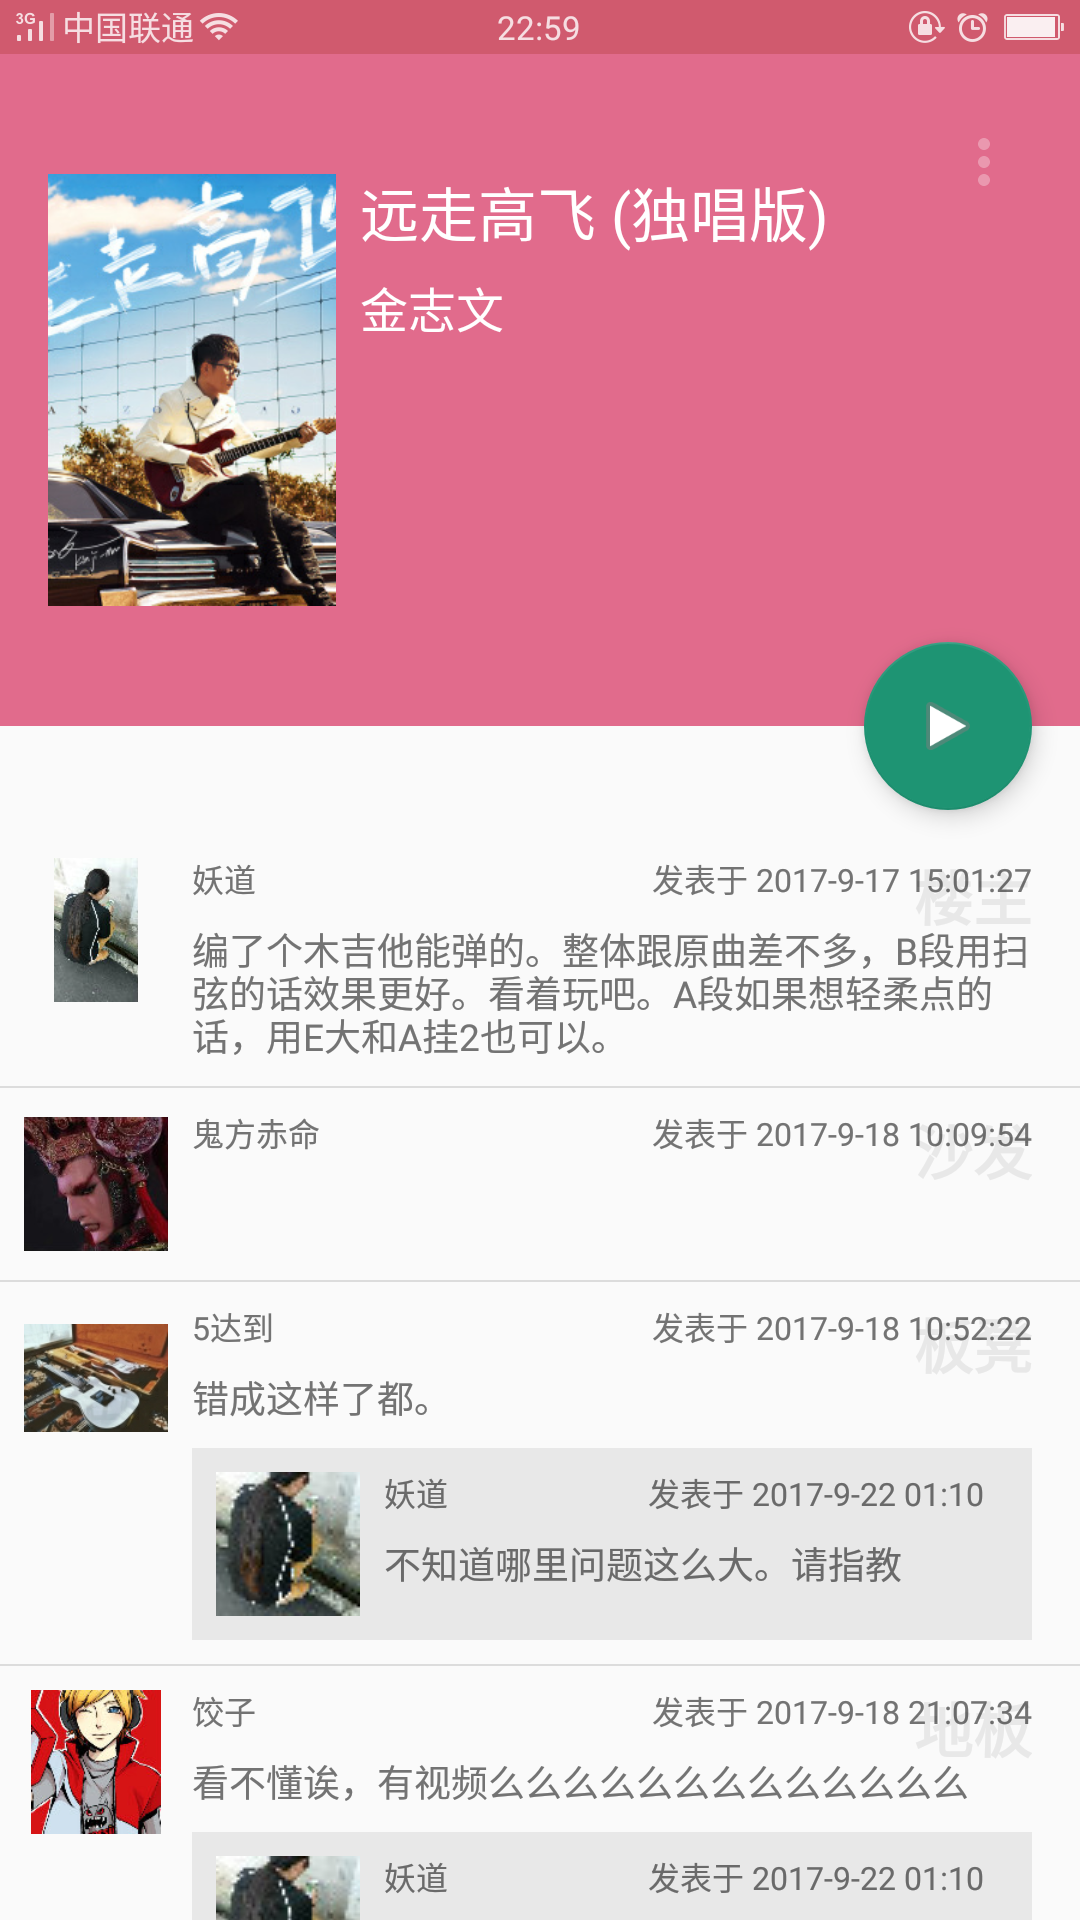 3G 中国联通 22:59
远走高飞
远走高飞 (独唱版)
金志文
妖道 发表于 2017-9-17 15:01:27
楼主
编了个木吉他能弹的。整体跟原曲差不多，B段用扫
弦的话效果更好。看着玩吧。A段如果想轻柔点的
话，用E大和A挂2也可以。
鬼方赤命 发表于 2017-9-18 10:09:54
沙发
5达到 发表于 2017-9-18 10:52:22
板凳
错成这样了都。
妖道 发表于 2017-9-22 01:10
不知道哪里问题这么大。请指教
饺子 发表于 2017-9-18 21:07:34
地板
看不懂诶，有视频么么么么么么么么么么么么么
妖道 发表于 2017-9-22 01:10